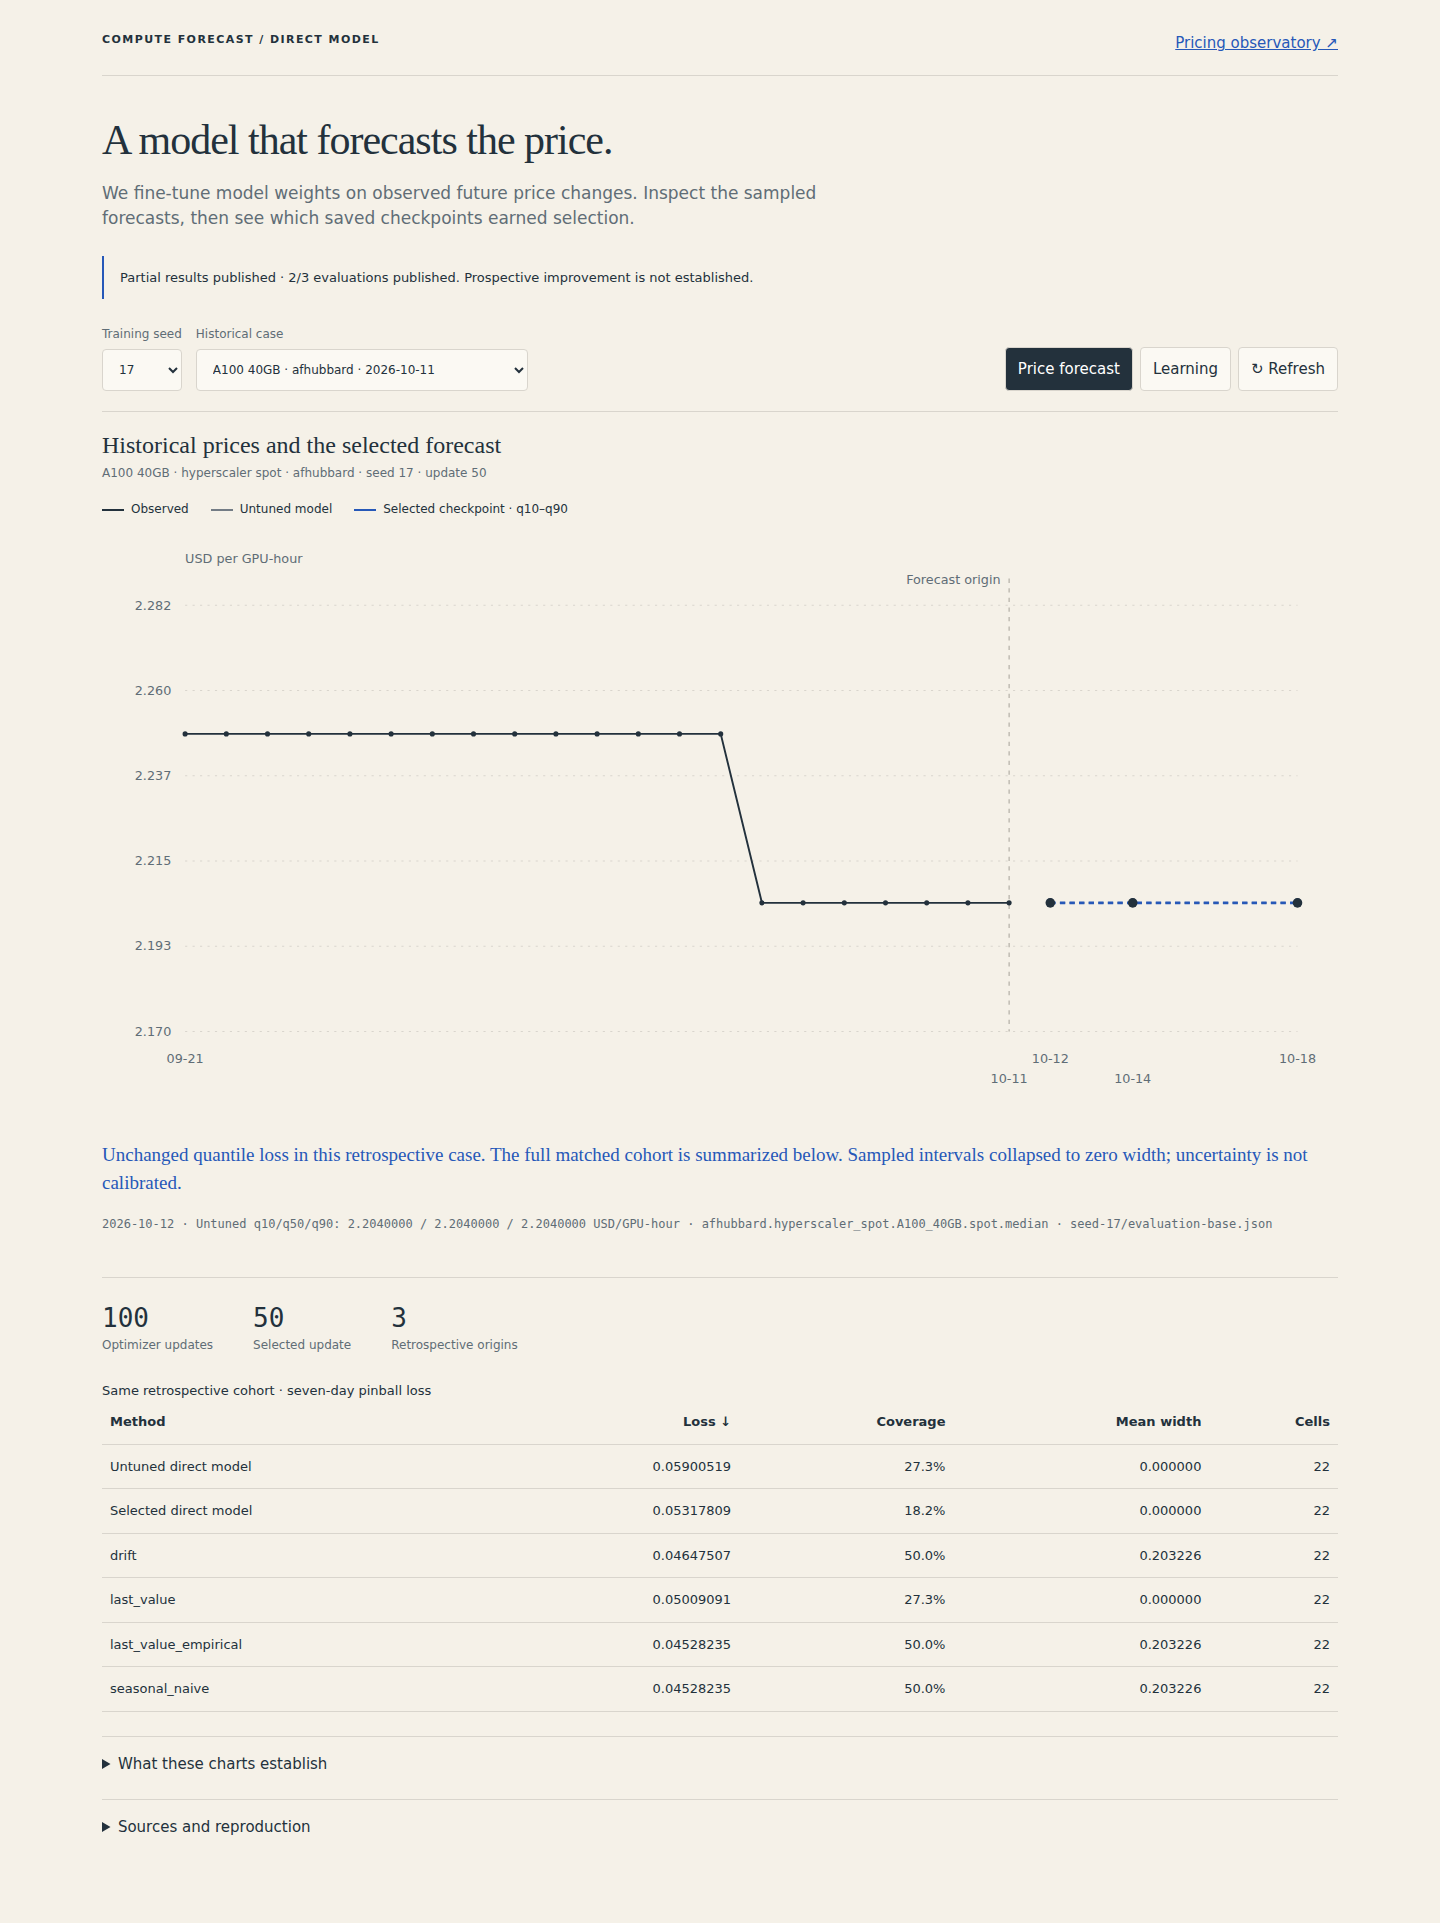 COMPUTE FORECAST / DIRECT MODEL
Pricing observatory ↗
A model that forecasts the price.
We fine-tune model weights on observed future price changes. Inspect the sampled
forecasts, then see which saved checkpoints earned selection.
Partial results published · 2/3 evaluations published. Prospective improvement is not established.
Training seed
Historical case
17
A100 40GB · afhubbard · 2026-10-11
Price forecast
Learning
↻ Refresh
Historical prices and the selected forecast
A100 40GB · hyperscaler spot · afhubbard · seed 17 · update 50
Observed
Untuned model
Selected checkpoint · q10–q90
USD per GPU-hour
Forecast origin
2.282
2.260
2.237
2.215
2.193
2.170
09-21
10-12
10-18
10-11
10-14
Unchanged quantile loss in this retrospective case. The full matched cohort is summarized below. Sampled intervals collapsed to zero width; uncertainty is not
calibrated.
2026-10-12 · Untuned q10/q50/q90: 2.2040000 / 2.2040000 / 2.2040000 USD/GPU-hour · afhubbard.hyperscaler_spot.A100_40GB.spot.median · seed-17/evaluation-base.json
100
50
3
Optimizer updates
Selected update
Retrospective origins
Same retrospective cohort · seven-day pinball loss
Method Loss ↓ Coverage Mean width Cells
Untuned direct model 0.05900519 27.3% 0.000000 22
Selected direct model 0.05317809 18.2% 0.000000 22
drift 0.04647507 50.0% 0.203226 22
last_value 0.05009091 27.3% 0.000000 22
last_value_empirical 0.04528235 50.0% 0.203226 22
seasonal_naive 0.04528235 50.0% 0.203226 22
What these charts establish
Sources and reproduction